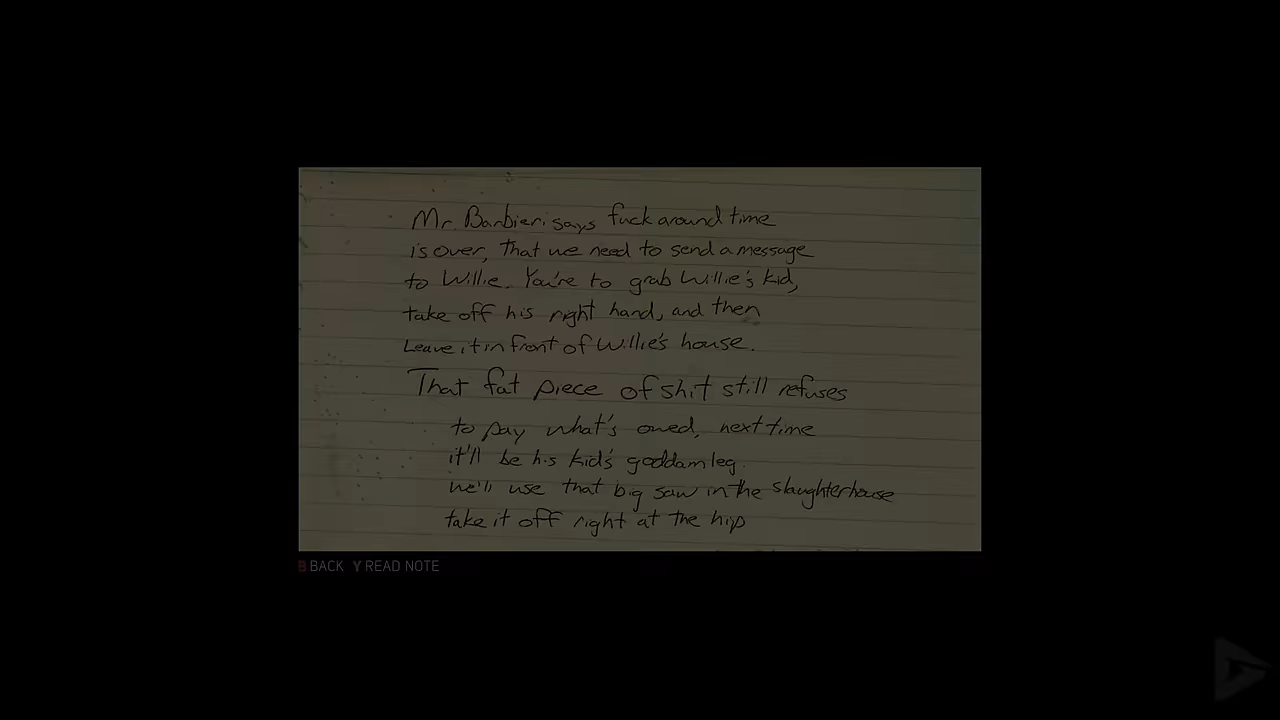 Mr. Barbieri says fuck around time
is over, That we need to send a message
to Willie. You're to grab Willie's kid,
take off his right hand, and then
Leave it in front of Willie's house.
That fat piece of shit still refuses
to pay what's owed, next time
it'll be his kid's goddam leg.
We'll use that big saw in the slaughterhouse
take it off right at the hip
B BACK Y READ NOTE